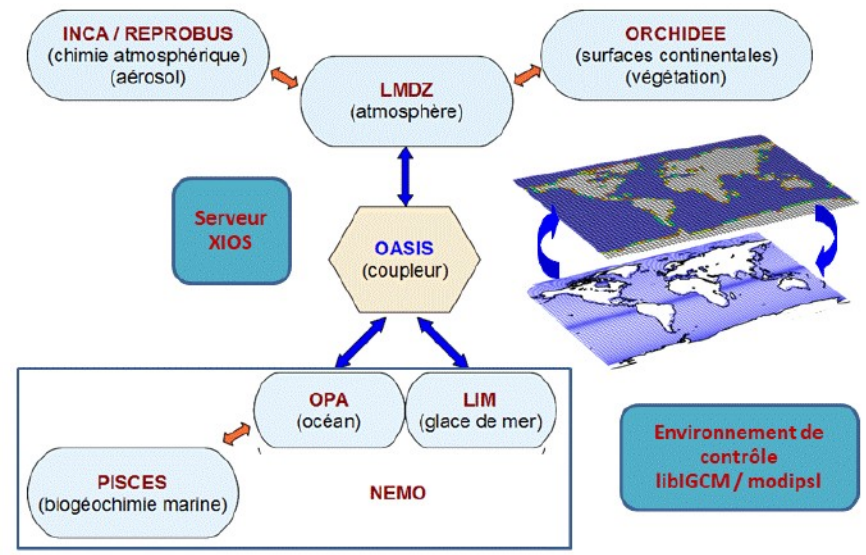 INCA / REPROBUS
(chimie atmosphérique)
(aérosol)
ORCHIDEE
(surfaces continentales)
(végétation)
LMDZ
(atmosphère)
Serveur
XIOS
OASIS
(coupleur)
OPA
(océan)
LIM
(glace de mer)
PISCES
(biogéochimie marine)
NEMO
Environnement de
contrôle
libIGCM / modipsl